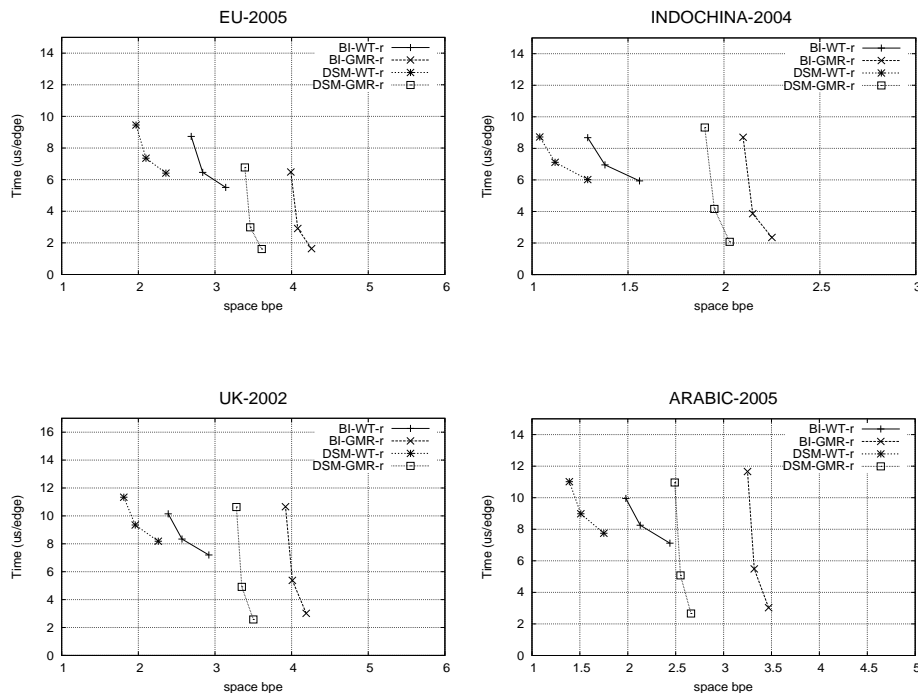 EU-2005
BI-WT-r
BI-GMR-r
DSM-WT-r
DSM-GMR-r
14
12
10
8
6
4
2
0
Time (us/edge)
1 2 3 4 5 6
space bpe
INDOCHINA-2004
BI-WT-r
BI-GMR-r
DSM-WT-r
DSM-GMR-r
14
12
10
8
6
4
2
0
Time (us/edge)
1 1.5 2 2.5 3
space bpe
UK-2002
BI-WT-r
BI-GMR-r
DSM-WT-r
DSM-GMR-r
16
14
12
10
8
6
4
2
0
Time (us/edge)
1 2 3 4 5 6
space bpe
ARABIC-2005
BI-WT-r
BI-GMR-r
DSM-WT-r
DSM-GMR-r
14
12
10
8
6
4
2
0
Time (us/edge)
1 1.5 2 2.5 3 3.5 4 4.5 5
space bpe